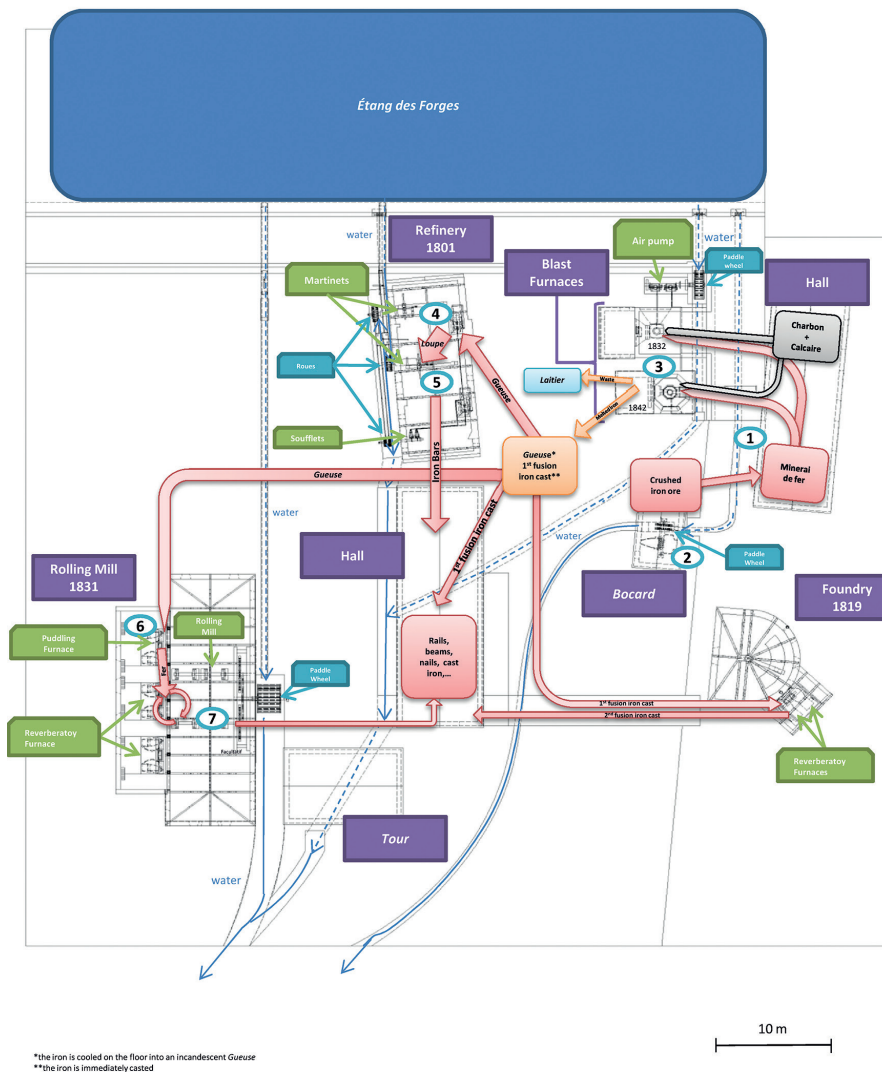 Étang des Forges
water
Refinery
1801
Air pump
water
Paddle
wheel
Blast
Furnaces
Hall
Martinets
4
Charbon
+
Calcaire
1832
Loupe
3
Roues
5
Laitier
Waste
1842
Molted iron
Gueuse
Soufflets
1
Iron Bars
Gueuse*
1st fusion
iron cast**
Minerai
de fer
Crushed
iron ore
Gueuse
1st fusion iron cast
water
water
2
Paddle
Wheel
Hall
Rolling Mill
1831
Bocard
Foundry
1819
6
Rolling
Mill
Puddling
Furnace
Rails,
beams,
nails, cast
iron,...
Fer
Paddle
Wheel
7
1st fusion iron cast
2nd fusion iron cast
Reverberatoy
Furnace
Facultatif
Reverberatoy
Furnaces
Tour
water
10 m
*the iron is cooled on the floor into an incandescent Gueuse
**the iron is immediately casted